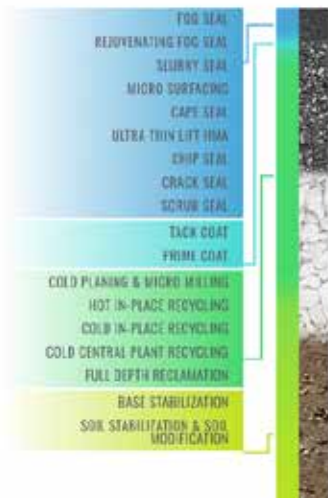 FOG SEAL
REJUVENATING FOG SEAL
SLURRY SEAL
MICRO SURFACING
CAPE SEAL
ULTRA THIN LIFT HMA
CHIP SEAL
CRACK SEAL
SCRUB SEAL
TACK COAT
PRIME COAT
COLD PLANING & MICRO MILLING
HOT IN-PLACE RECYCLING
COLD IN-PLACE RECYCLING
COLD CENTRAL PLANT RECYCLING
FULL DEPTH RECLAMATION
BASE STABILIZATION
SOIL STABILIZATION & SOIL
MODIFICATION